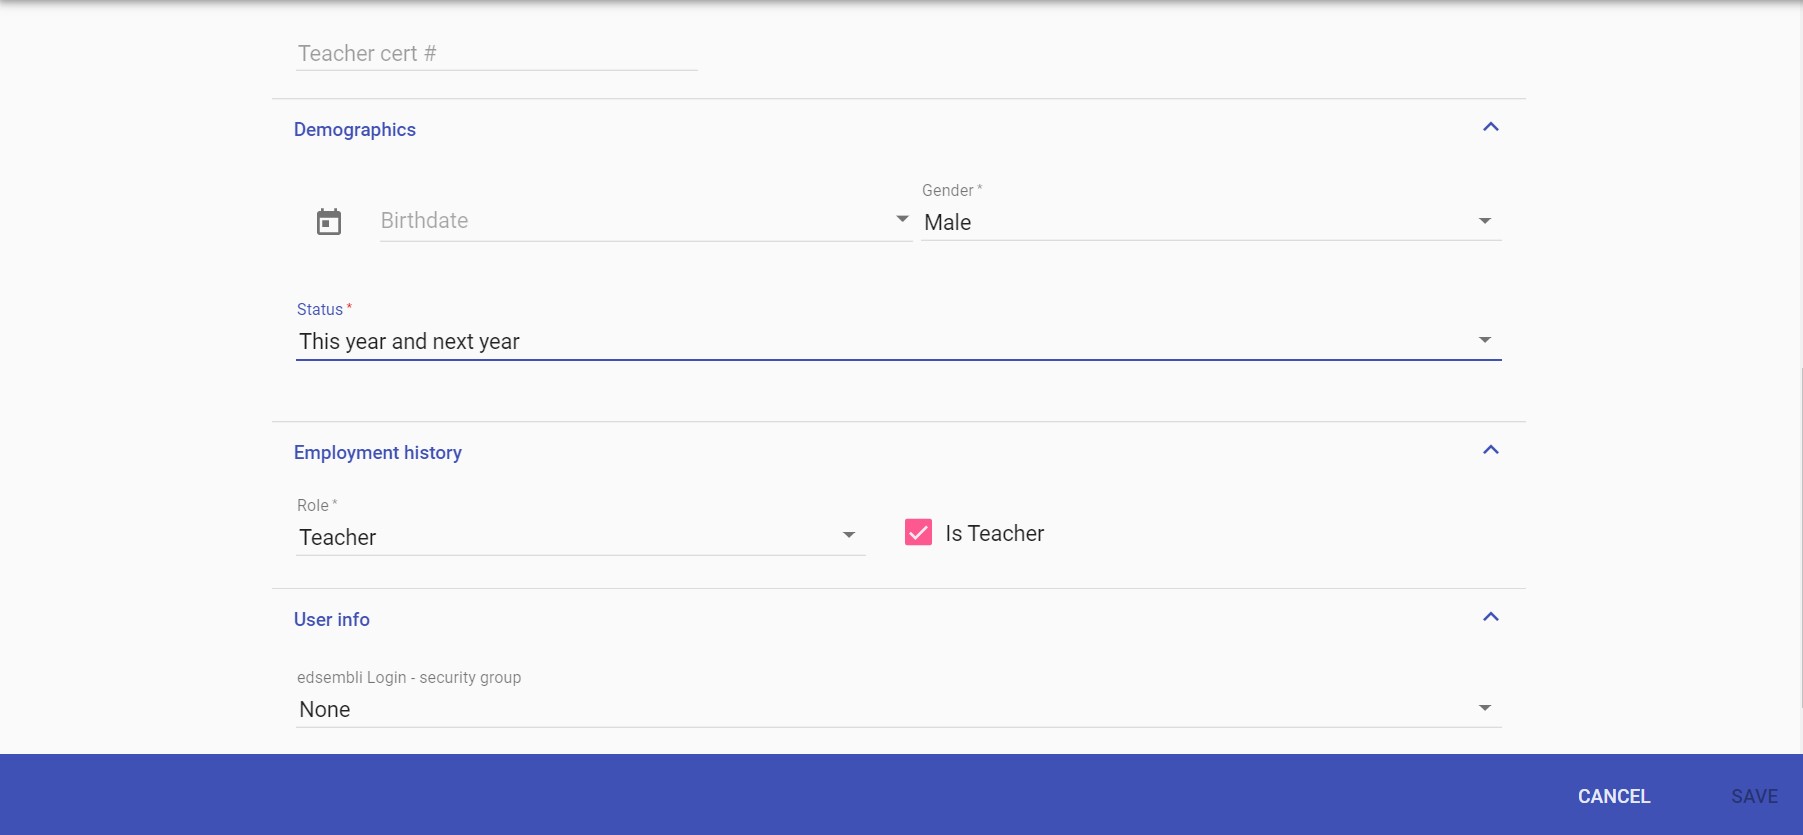 Teacher cert #
Demographics
Birthdate
Gender *
Male
Status *
This year and next year
Employment history
Role *
Teacher
Is Teacher
User info
edsembli Login - security group
None
CANCEL
SAVE